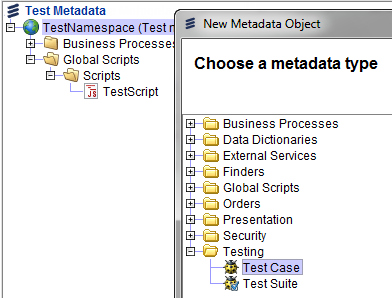 Test Metadata
TestNamespace (Test
Business Processes
Global Scripts
Scripts
TestScript
JS
New Metadata Object
Choose a metadata type
Business Processes
Data Dictionaries
External Services
Finders
Global Scripts
Orders
Presentation
Security
Testing
Test Case
Test Suite